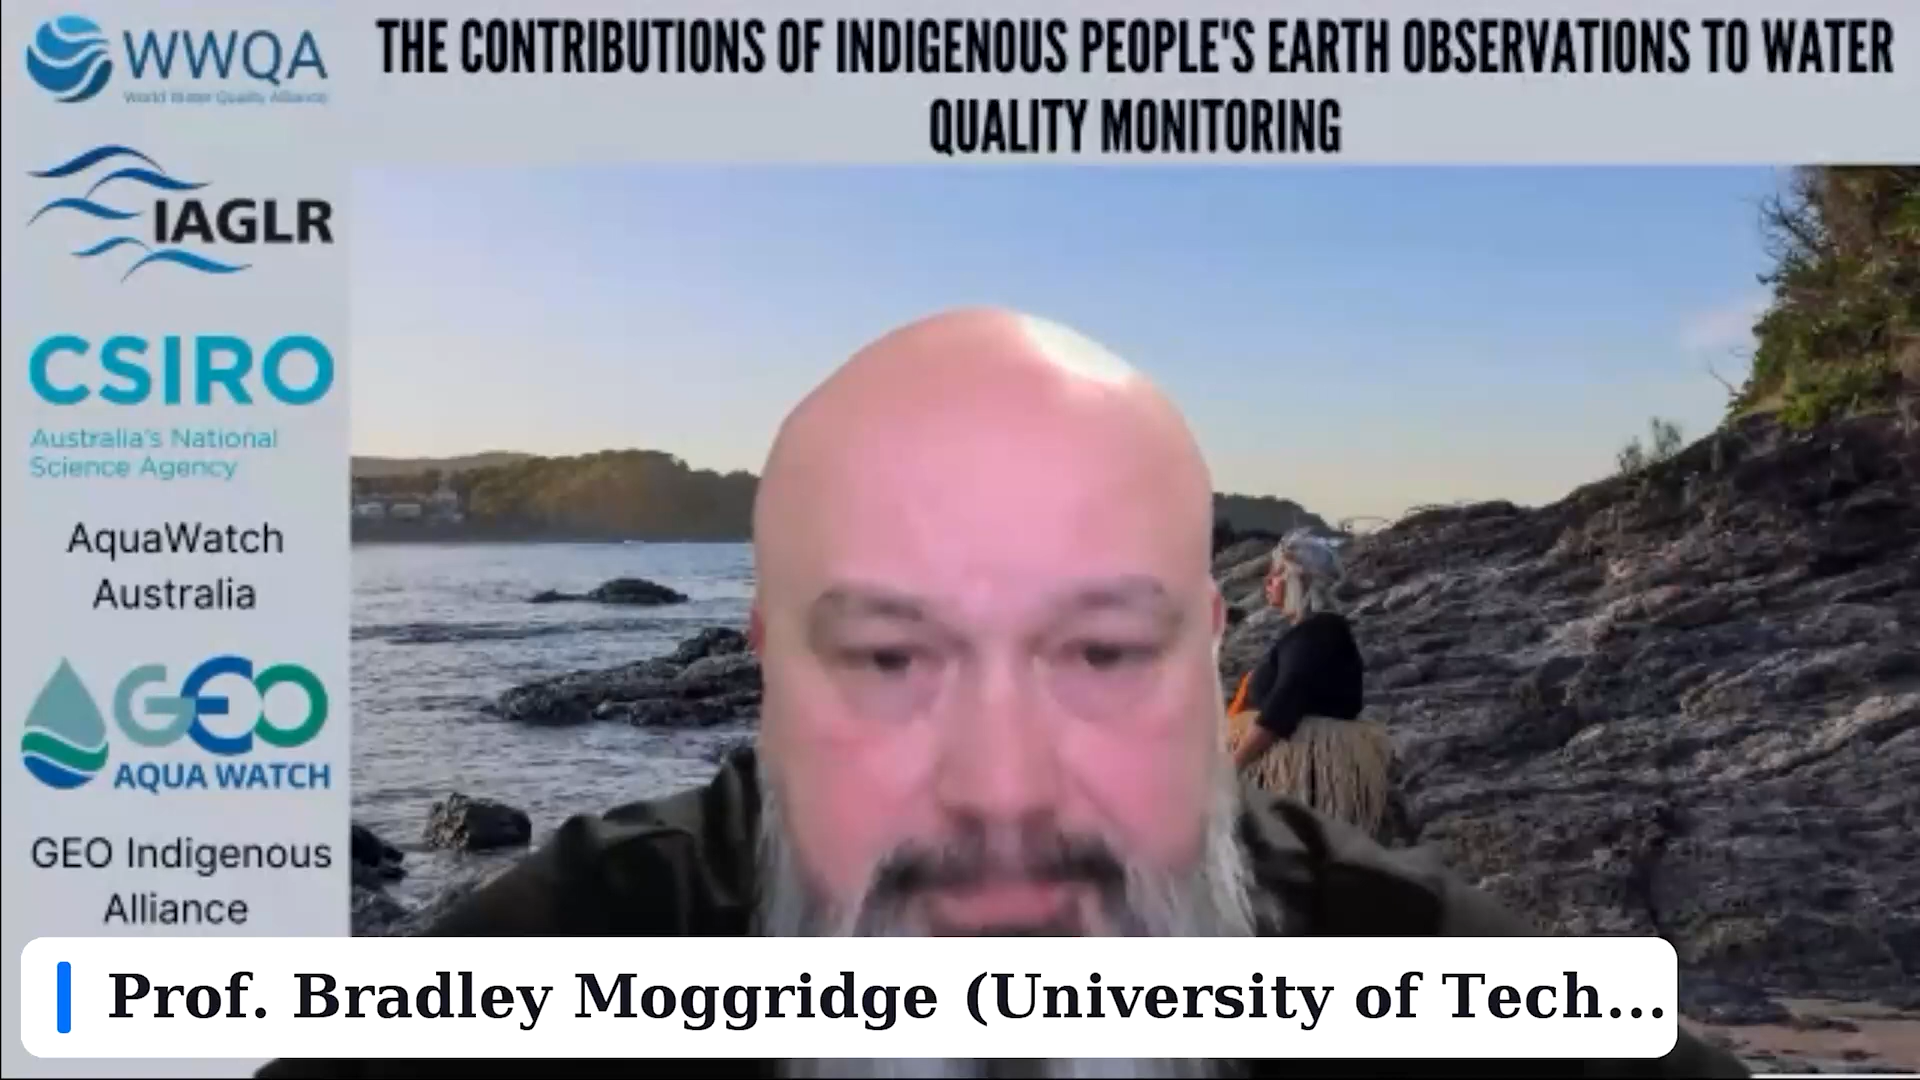 WWQA
World Water Quality Alliance
THE CONTRIBUTIONS OF INDIGENOUS PEOPLE'S EARTH OBSERVATIONS TO WATER
QUALITY MONITORING
IAGLR
CSIRO
Australia's National
Science Agency
AquaWatch
Australia
GEO
AQUA WATCH
GEO Indigenous
Alliance
Prof. Bradley Moggridge (University of Tech...